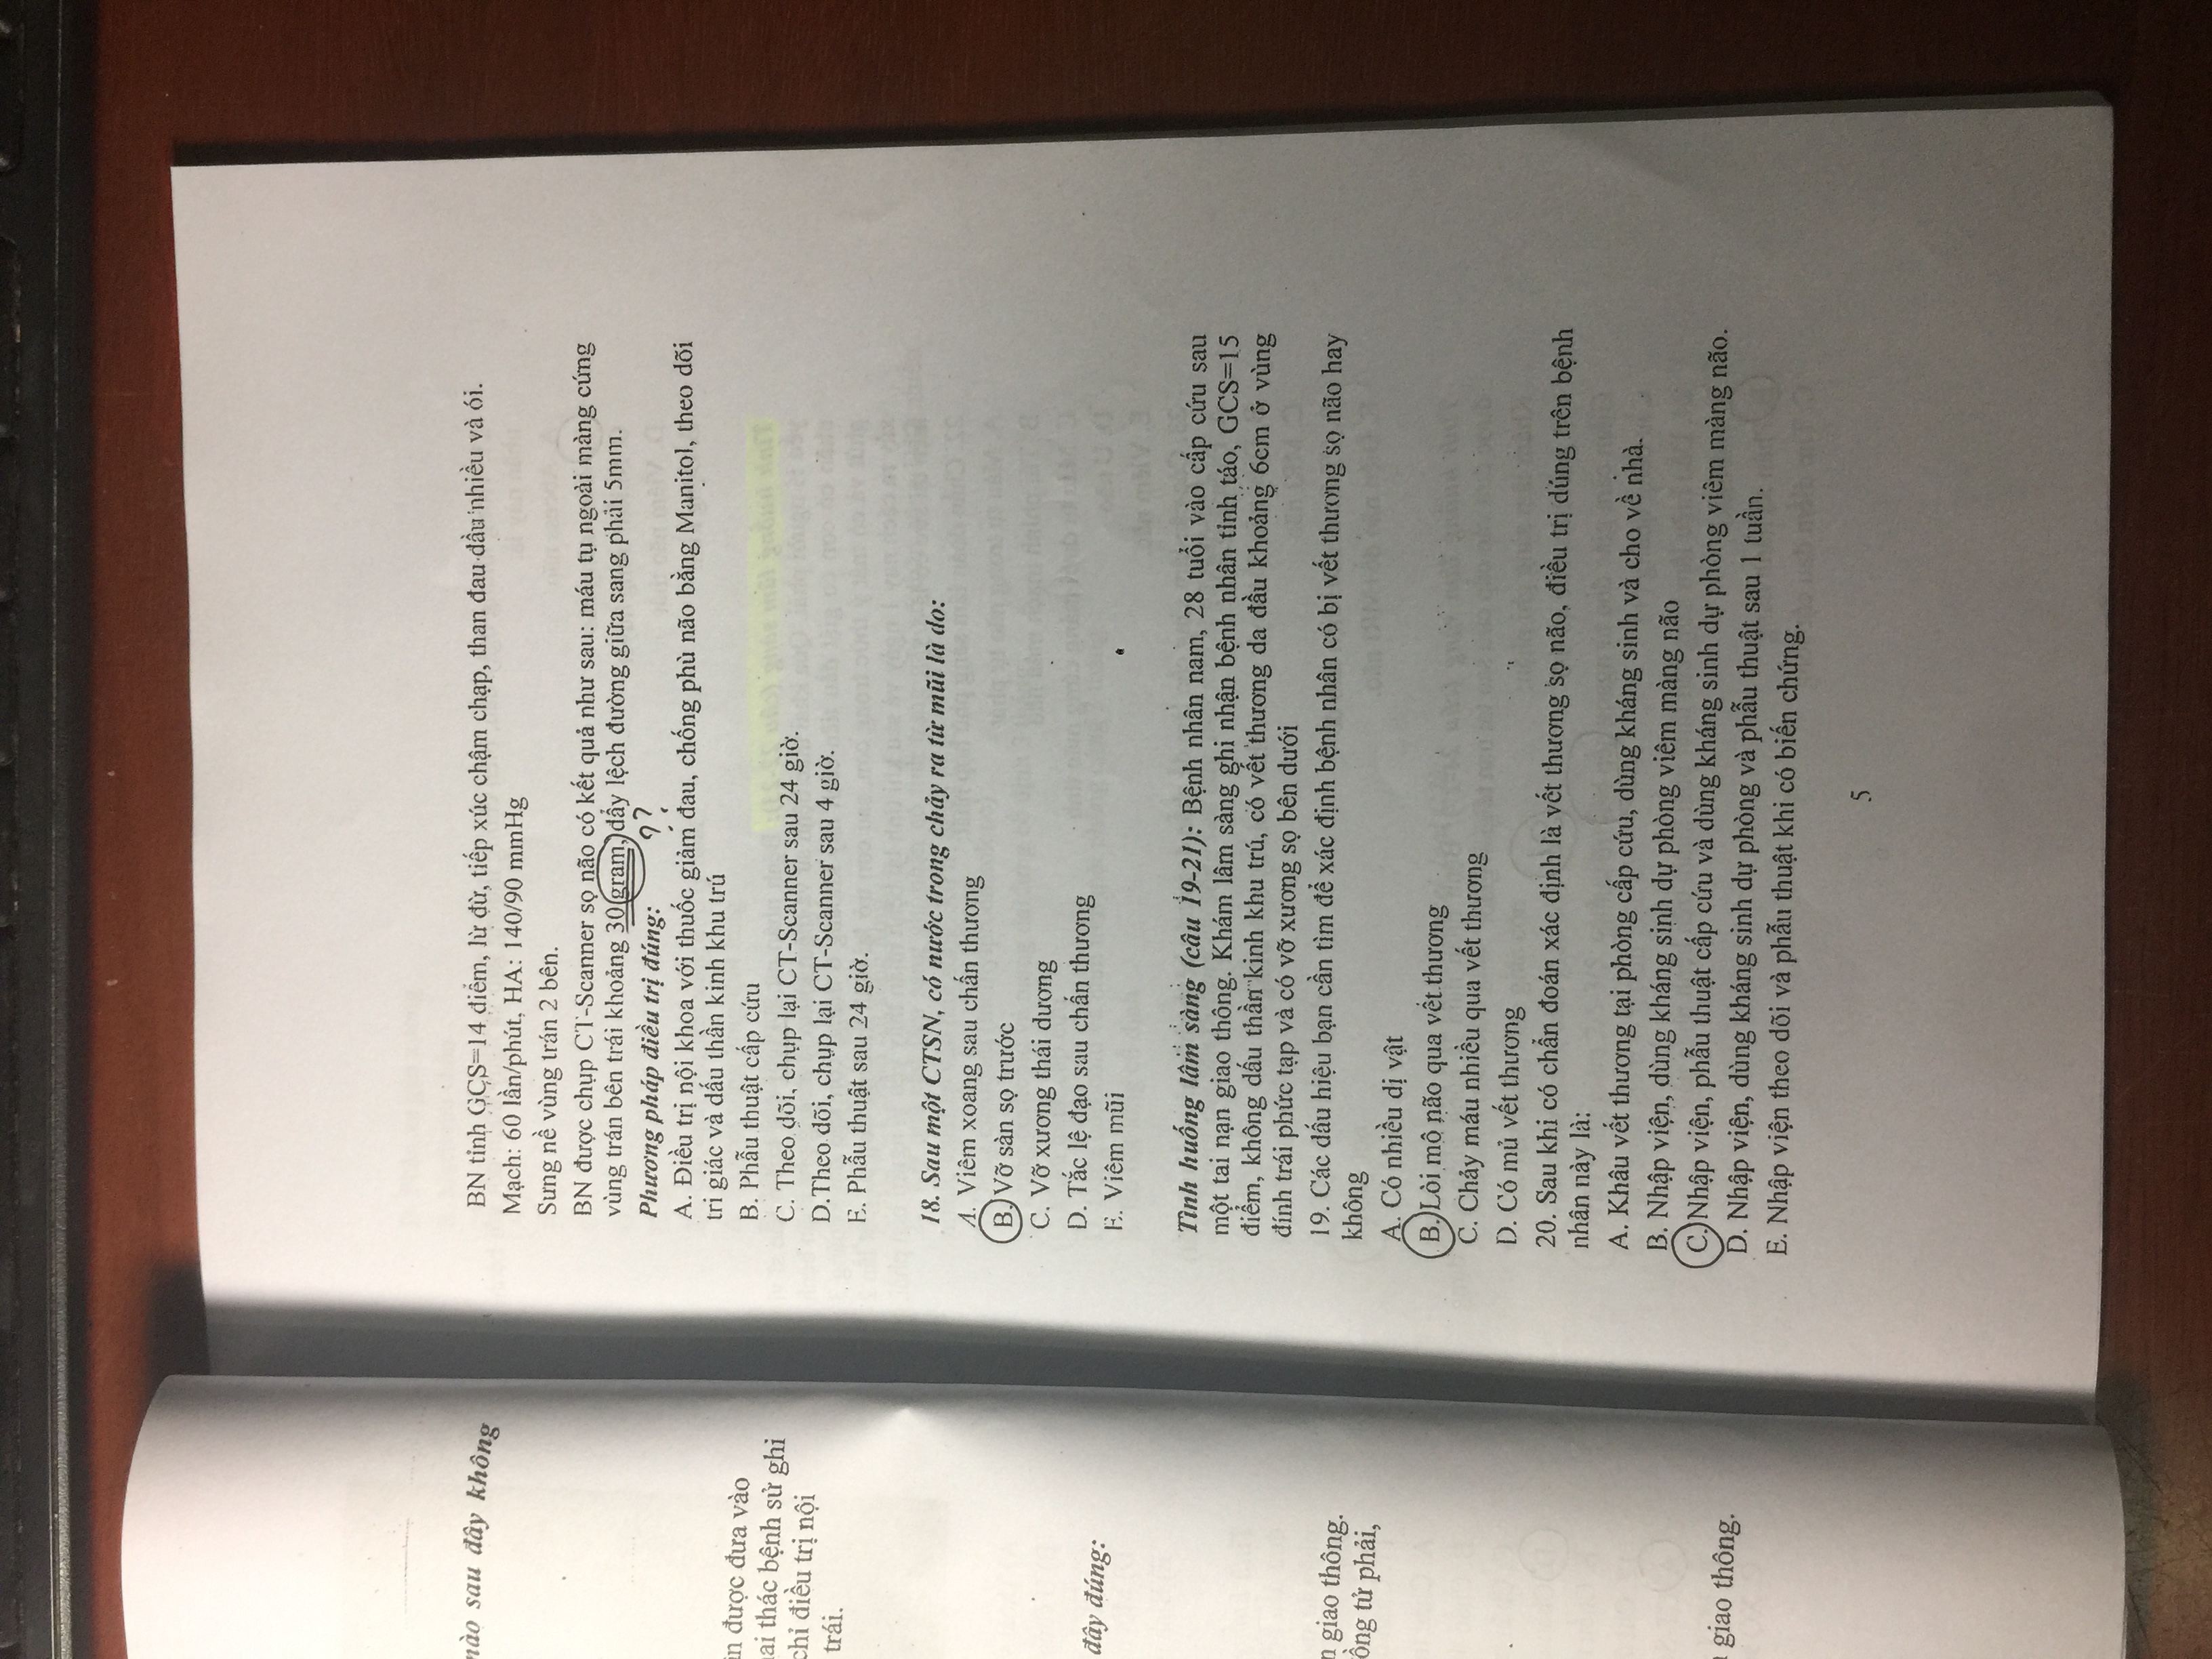 nào sau đây không
ần được đưa vào
hai thác bệnh sử ghi
chỉ điều trị nội
trái.
đây đúng:
n giao thông.
ồng tử phải,
giao thông.
BN tỉnh GCS=14 điểm, lừ đừ, tiếp xúc chậm chạp, than đau đầu nhiều và ói.
Mạch: 60 lần/phút, HA: 140/90 mmHg
Sưng nề vùng trán 2 bên.
BN được chụp CT-Scanner sọ não có kết quả như sau: máu tụ ngoài màng cứng
vùng trán bên trái khoảng 30 gram, đẩy lệch đường giữa sang phải 5mm.
Phương pháp điều trị đúng: ??
A. Điều trị nội khoa với thuốc giảm đau, chống phù não bằng Manitol, theo dõi
tri giác và dấu thần kinh khu trú
B. Phẫu thuật cấp cứu
C. Theo dõi, chụp lại CT-Scanner sau 24 giờ.
D.Theo dõi, chụp lại CT-Scanner sau 4 giờ.
E. Phẫu thuật sau 24 giờ.
18. Sau một CTSN, có nước trong chảy ra từ mũi là do:
A. Viêm xoang sau chấn thương
B. Vỡ sàn sọ trước
C. Vỡ xương thái dương
D. Tắc lệ đạo sau chấn thương
E. Viêm mũi
Tình huống lâm sàng (câu 19-21): Bệnh nhân nam, 28 tuổi vào cấp cứu sau
một tai nạn giao thông. Khám lâm sàng ghi nhận bệnh nhân tỉnh táo, GCS=15
điểm, không dấu thần kinh khu trú, có vết thương da đầu khoảng 6cm ở vùng
đính trái phức tạp và có vỡ xương sọ bên dưới
19. Các dấu hiệu bạn cần tìm để xác định bệnh nhân có bị vết thương sọ não hay
không
A. Có nhiều dị vật
B. Lòi mô não qua vết thương
C. Chảy máu nhiều qua vết thương
D. Có mủ vết thương
20. Sau khi có chẩn đoán xác định là vết thương sọ não, điều trị đúng trên bệnh
nhân này là:
A. Khâu vết thương tại phòng cấp cứu, dùng kháng sinh và cho về nhà.
B. Nhập viện, dùng kháng sinh dự phòng viêm màng não
C. Nhập viện, phẫu thuật cấp cứu và dùng kháng sinh dự phòng viêm màng não.
D. Nhập viện, dùng kháng sinh dự phòng và phẫu thuật sau 1 tuần.
E. Nhập viện theo dõi và phẫu thuật khi có biến chứng.
5